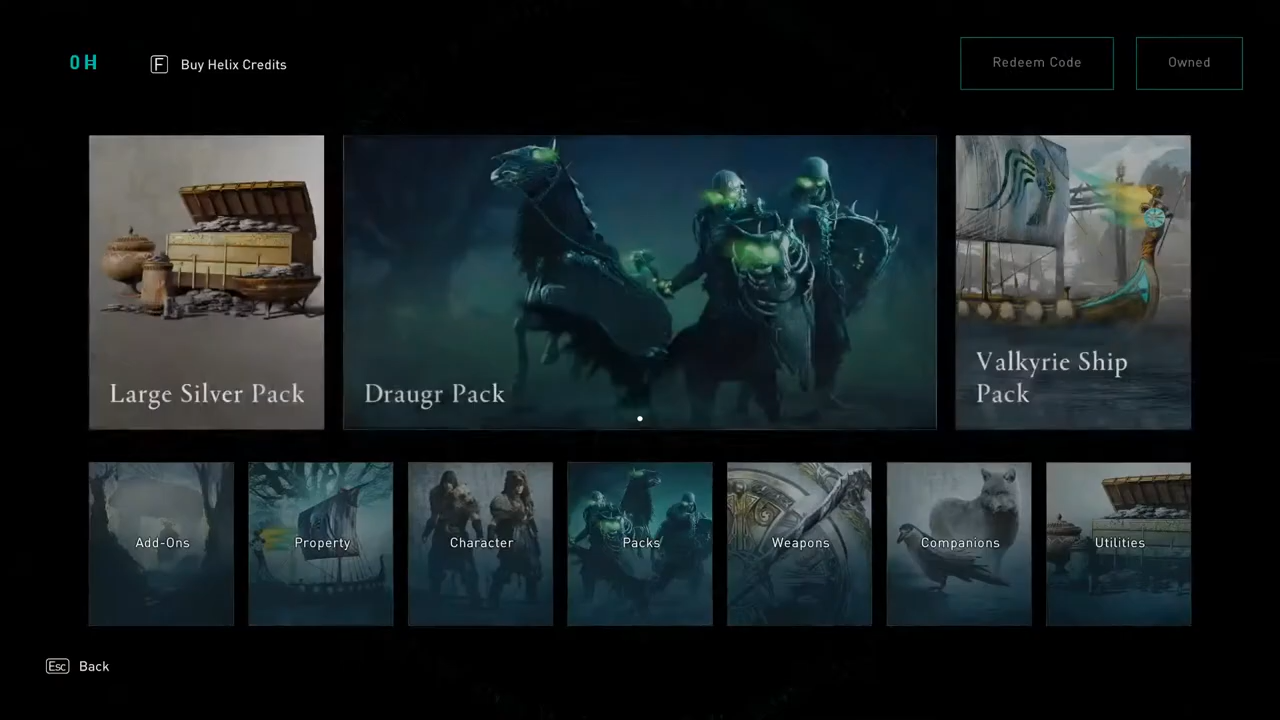 0 H
F Buy Helix Credits
Redeem Code
Owned
Large Silver Pack
Draugr Pack
Valkyrie Ship
Pack
Add-Ons
Property
Character
Packs
Weapons
Companions
Utilities
Esc Back